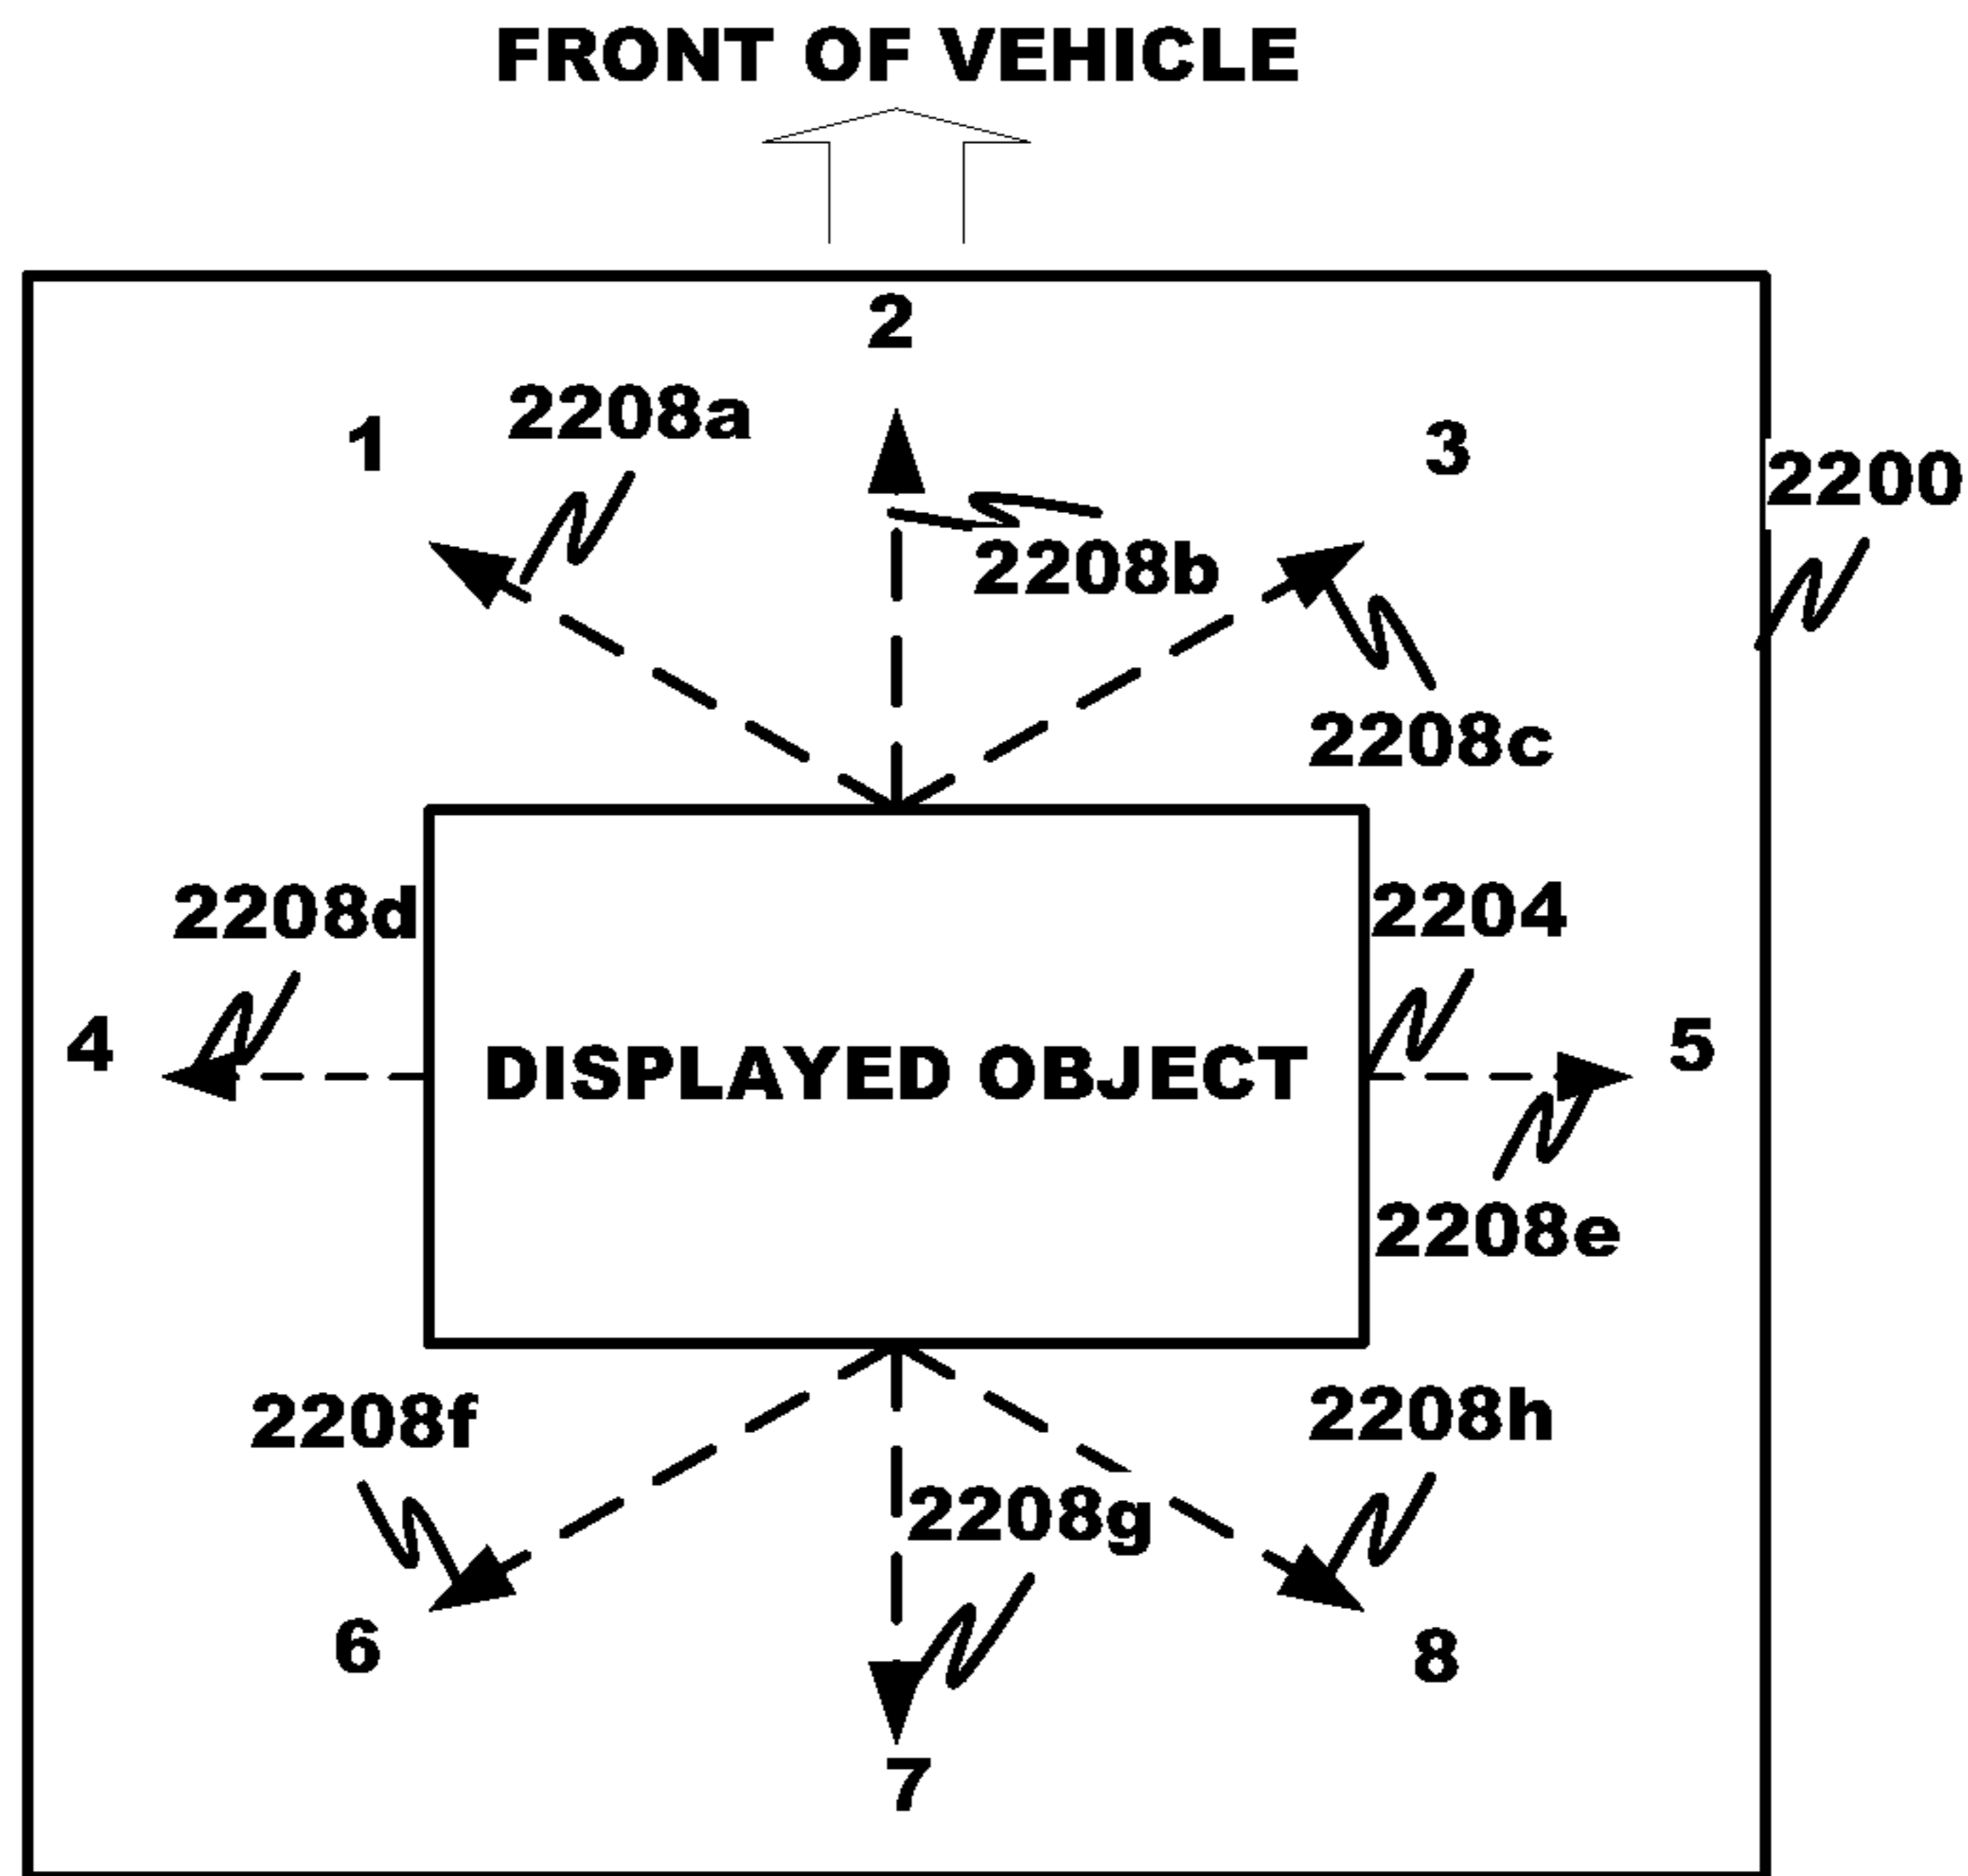 FRONT OF VEHICLE
2
2208a
1
3
2200
2208b
2208c
2208d
2204
4
DISPLAYED OBJECT
5
2208e
2208f
2208h
2208g
6
8
7